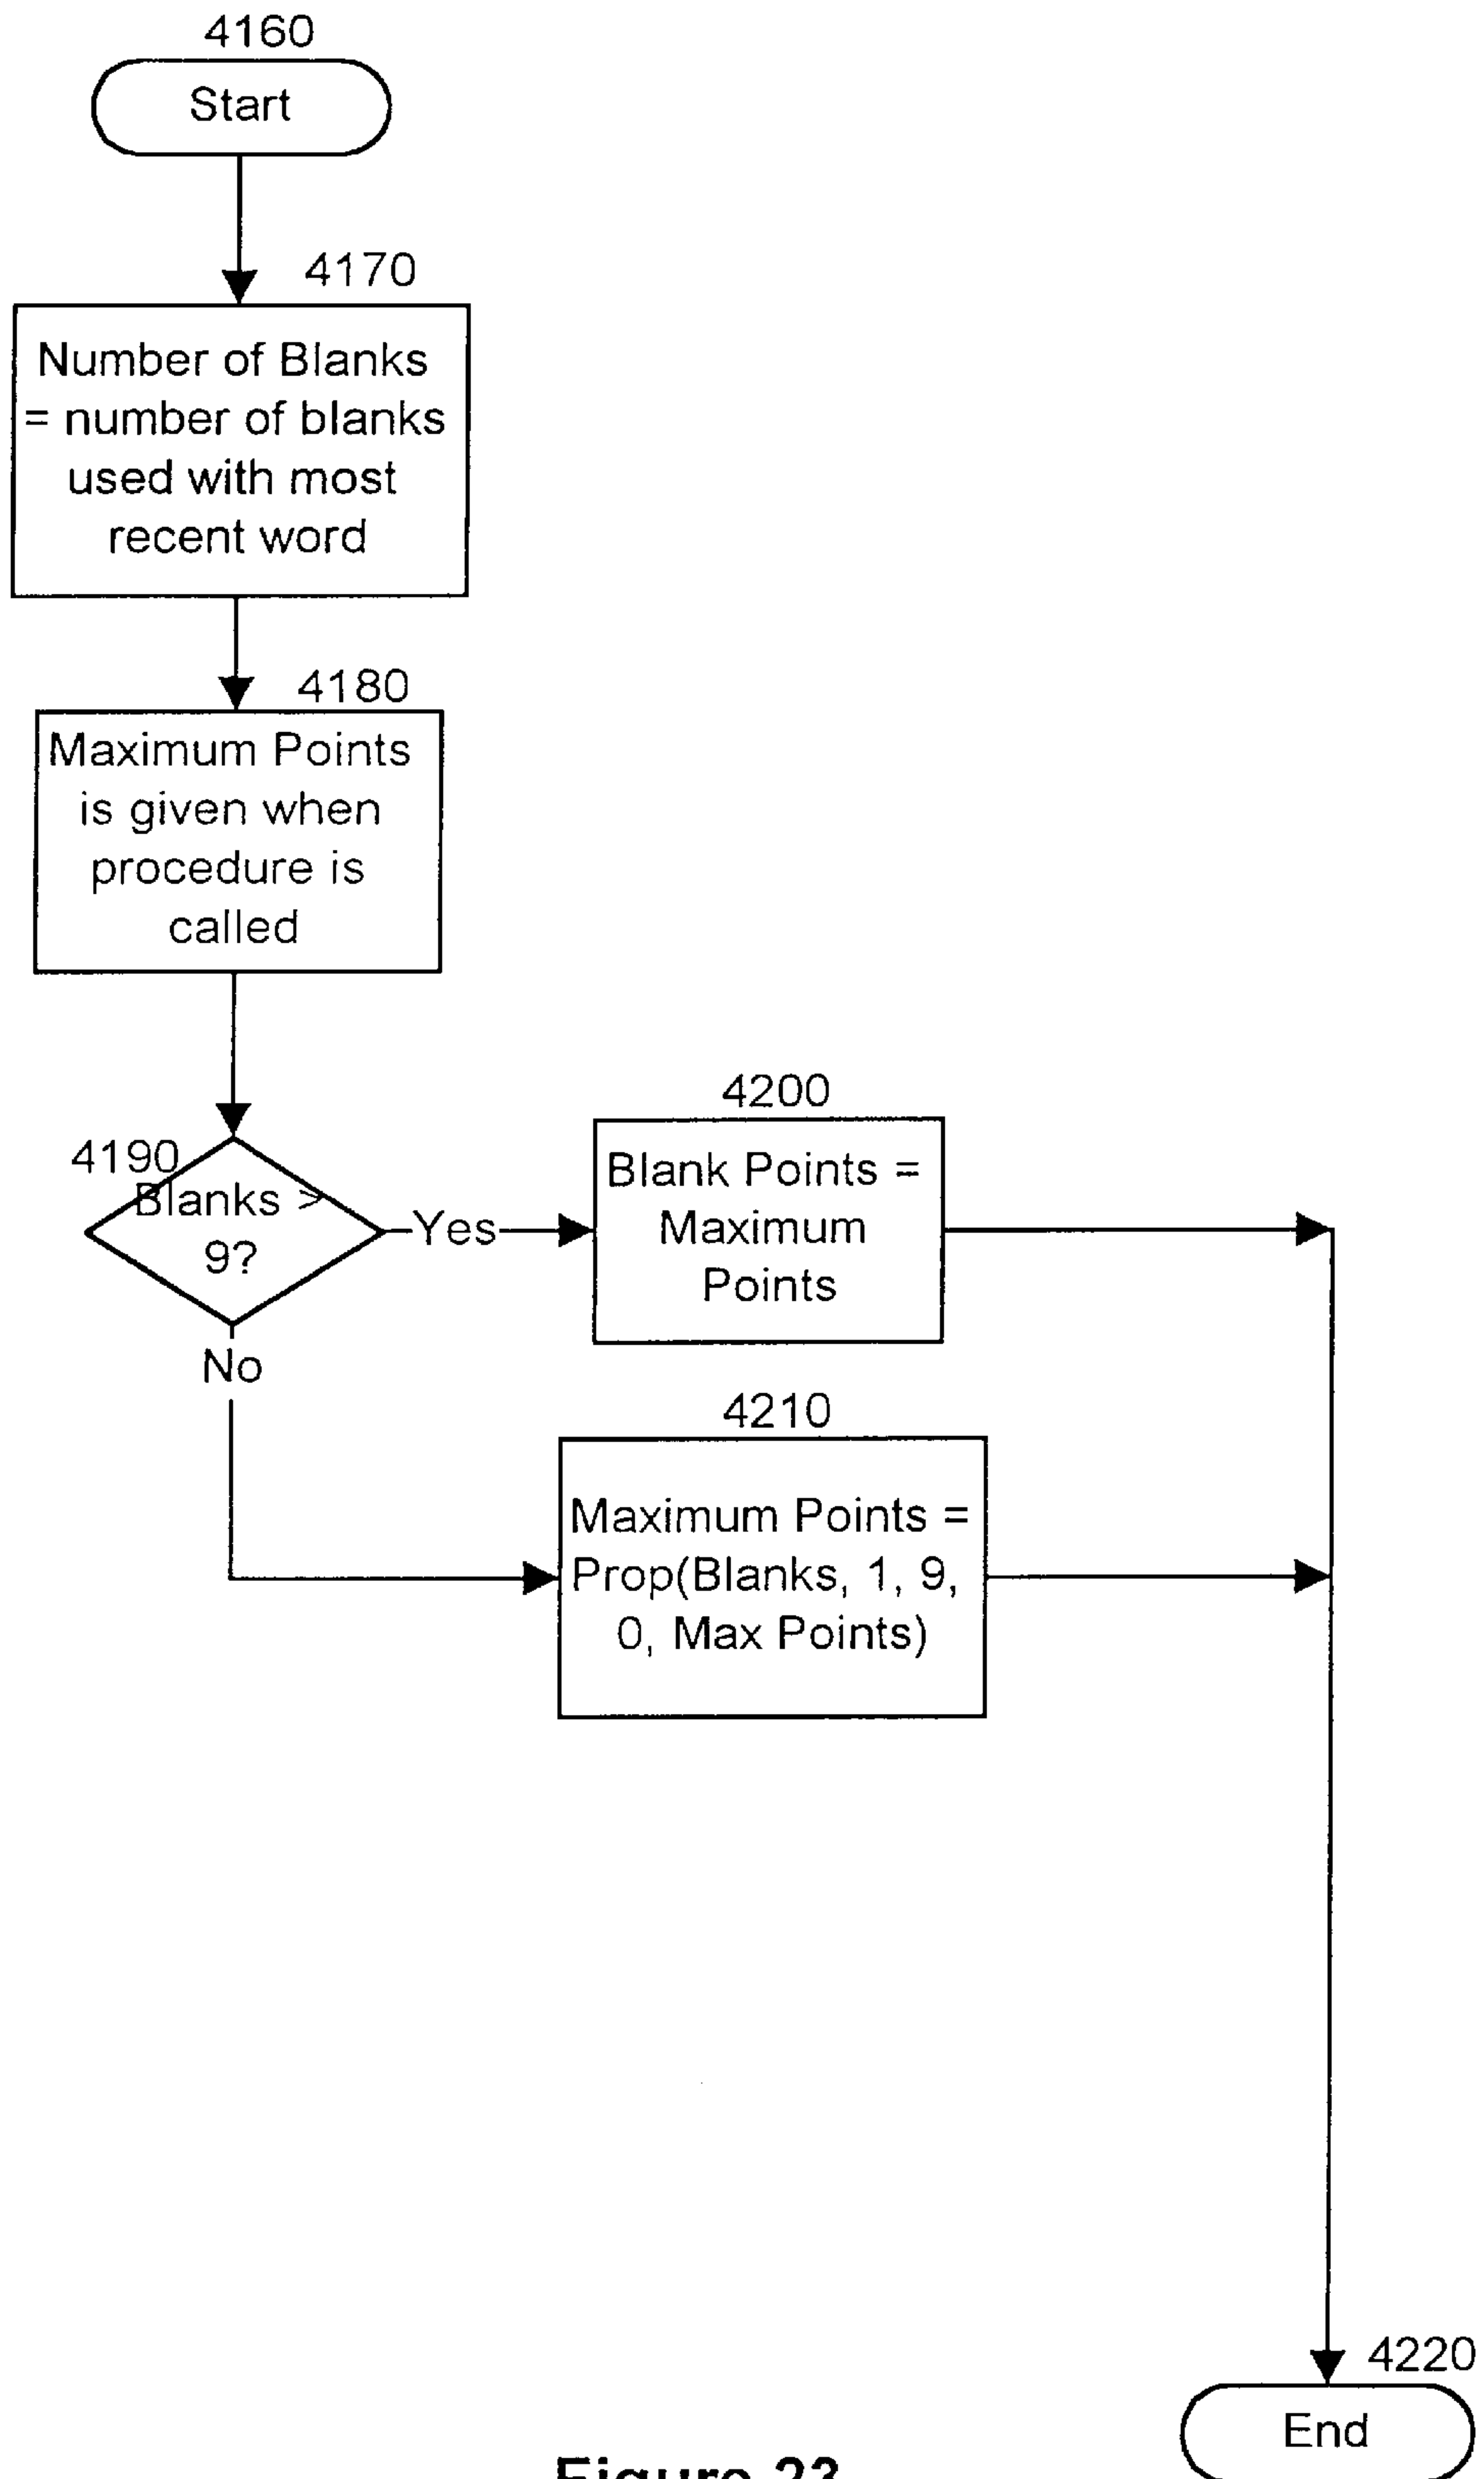 4160
Start
4170
Number of Blanks
= number of blanks
used with most
recent word
4180
Maximum Points
is given when
procedure is
called
4190
Blanks >
9?
Yes
No
4200
Blank Points =
Maximum
Points
4210
Maximum Points =
Prop(Blanks, 1, 9,
0, Max Points)
4220
End
Figure 23